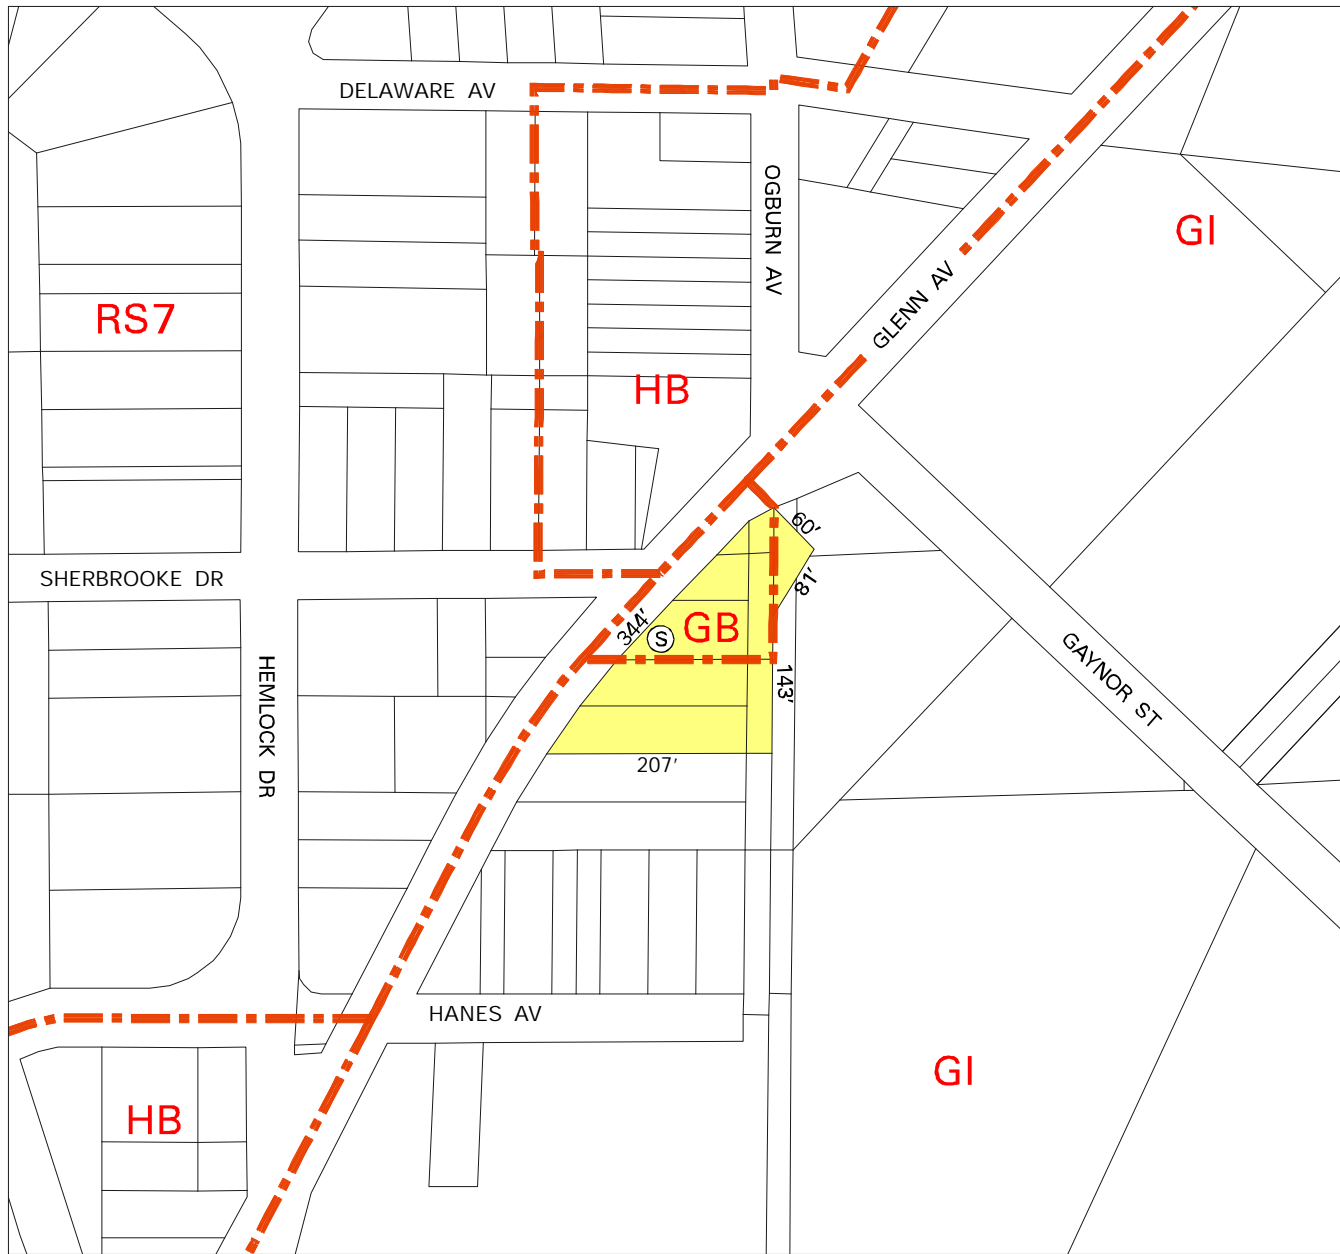 DELAWARE AV
OGBURN AV
GI
GLENN AV
RS7
HB
60'
SHERBROOKE DR
81'
344'
S
GB
GAYNOR ST
HEMLOCK DR
143'
207'
HANES AV
GI
HB